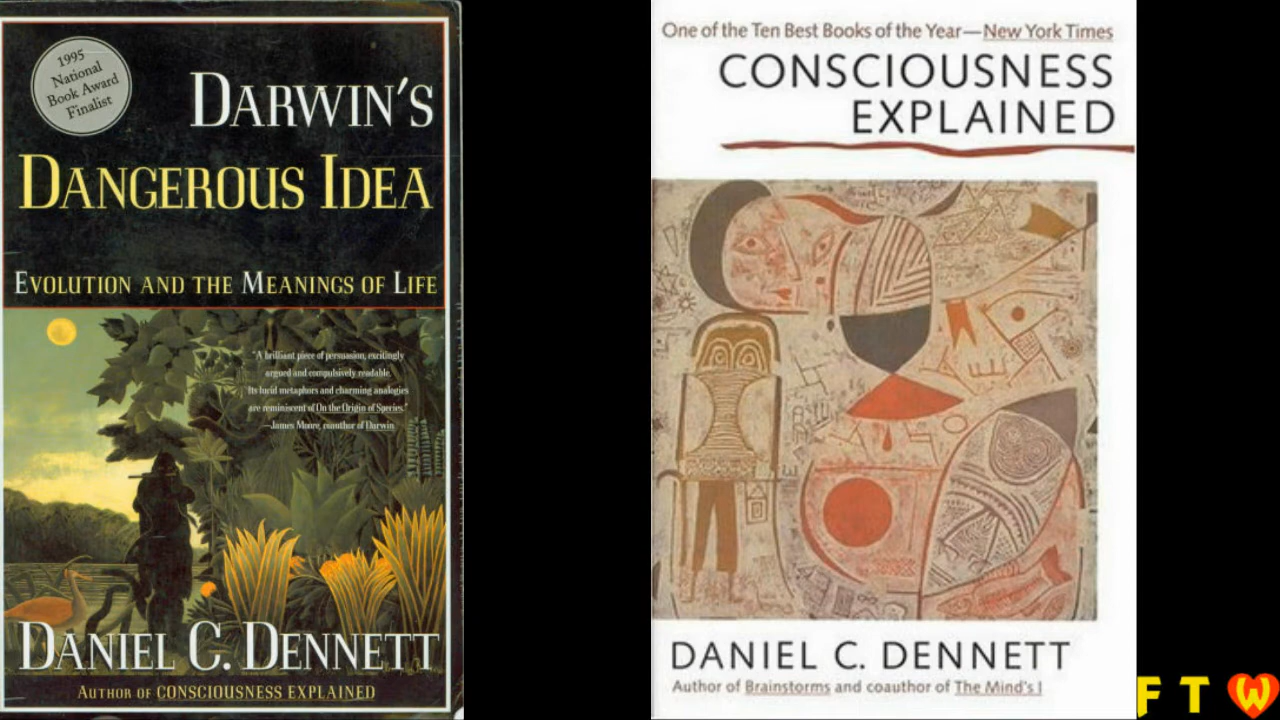 1995
National
Book Award
Finalist
DARWIN'S
DANGEROUS IDEA
EVOLUTION AND THE MEANINGS OF LIFE
"A brilliant piece of persuasion, excitingly
argued and compulsively readable.
Its lucid metaphors and charming analogies
are reminiscent of On the Origin of Species."
—James Moore, coauthor of Darwin
DANIEL C. DENNETT
AUTHOR OF CONSCIOUSNESS EXPLAINED
One of the Ten Best Books of the Year—New York Times
CONSCIOUSNESS
EXPLAINED
DANIEL C. DENNETT
Author of Brainstorms and coauthor of The Mind's I
F T W